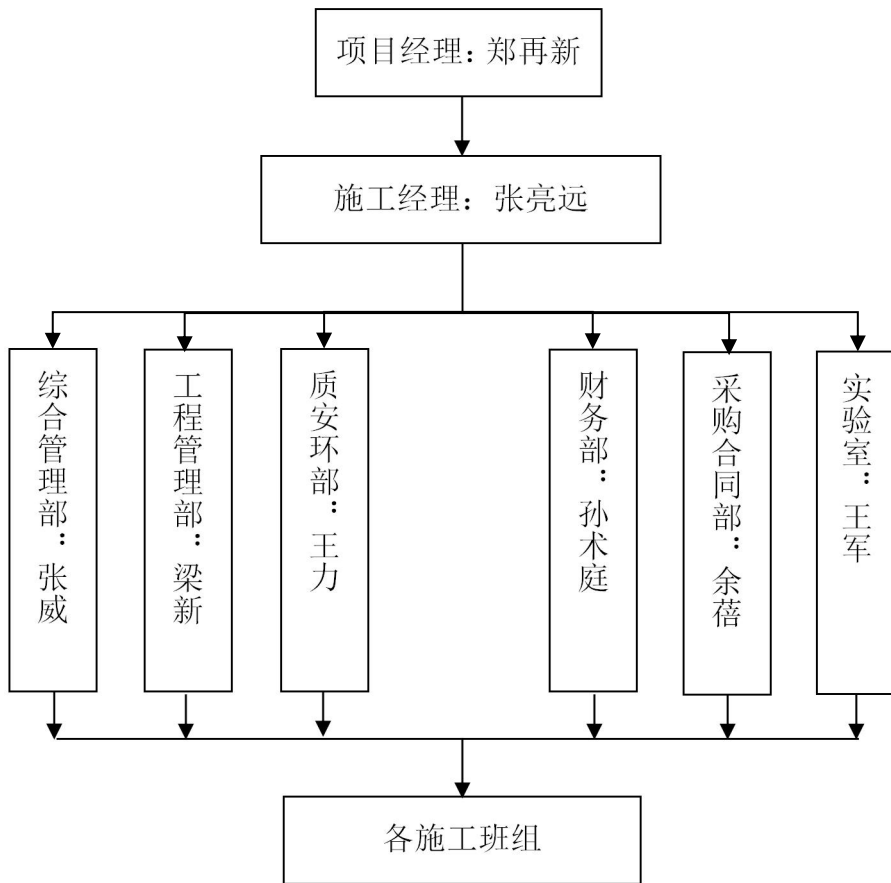 项目经理：郑再新
施工经理：张亮远
综合管理部：张威
工程管理部：梁新
质安环部：王力
财务部：孙术庭
采购合同部：余蓓
实验室：王军
各施工班组